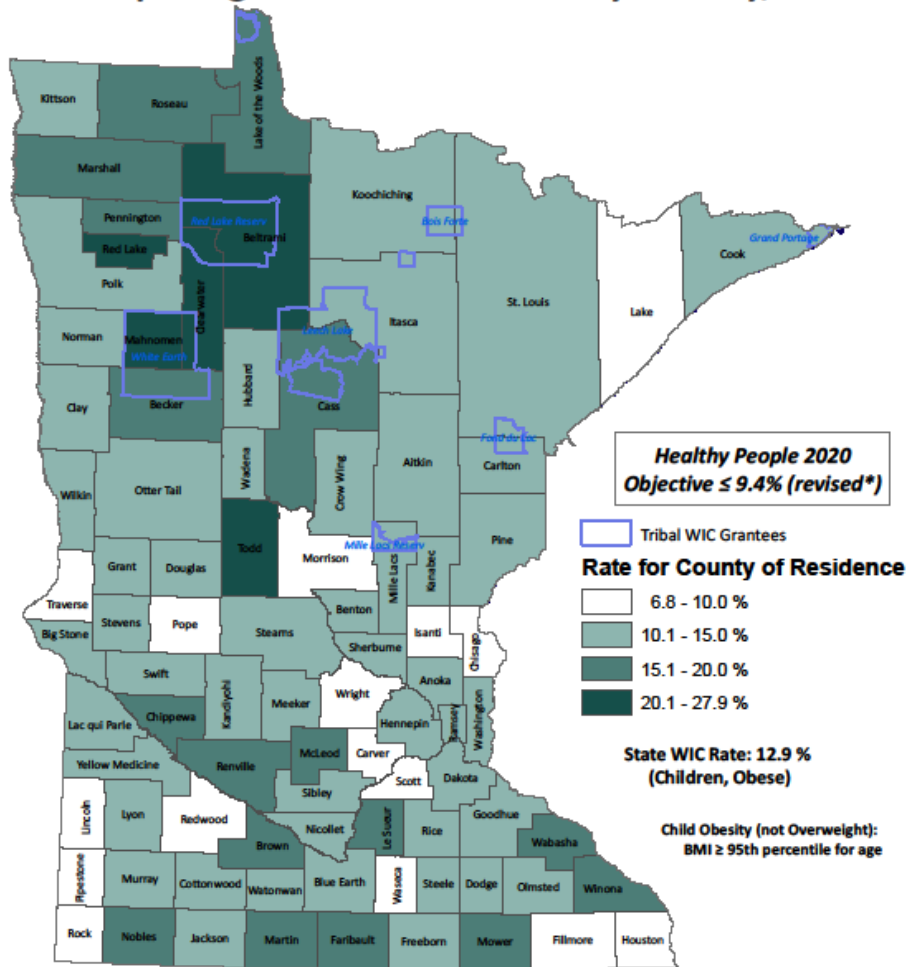 Kittson
Roseau
Lake of the Woods
Marshall
Koochiching
Pennington
Red Lake Reserv
Bois Forte
Beltrami
Red Lake
Grand Portage
Cook
Polk
Clearwater
St. Louis
Itasca
Lake
Norman
Mahnomen
Leech Lake
White Earth
Hubbard
Becker
Cass
Clay
Fond du Lac
Aitkin
Carlton
Wadena
Crow Wing
Otter Tail
Wilkin
Healthy People 2020
Objective ≤ 9.4% (revised*)
Tribal WIC Grantees
Rate for County of Residence
6.8 - 10.0 %
10.1 - 15.0 %
15.1 - 20.0 %
20.1 - 27.9 %
State WIC Rate: 12.9 %
(Children, Obese)
Child Obesity (not Overweight):
BMI ≥ 95th percentile for age
Todd
Morrison
Mille Lacs Reserv
Pine
Grant
Douglas
Mille Lacs
Kanabec
Traverse
Benton
Stevens
Pope
Big Stone
Stearns
Isanti
Chisago
Sherburne
Swift
Anoka
Kandiyohi
Meeker
Wright
Washington
Lac qui Parle
Chippewa
Hennepin
Ramsey
McLeod
Carver
Yellow Medicine
Renville
Scott
Dakota
Sibley
Lincoln
Lyon
Redwood
Nicollet
Le Sueur
Rice
Goodhue
Wabasha
Brown
Pipestone
Murray
Cottonwood
Watonwan
Blue Earth
Waseca
Steele
Dodge
Olmsted
Winona
Rock
Nobles
Jackson
Martin
Faribault
Freeborn
Mower
Fillmore
Houston